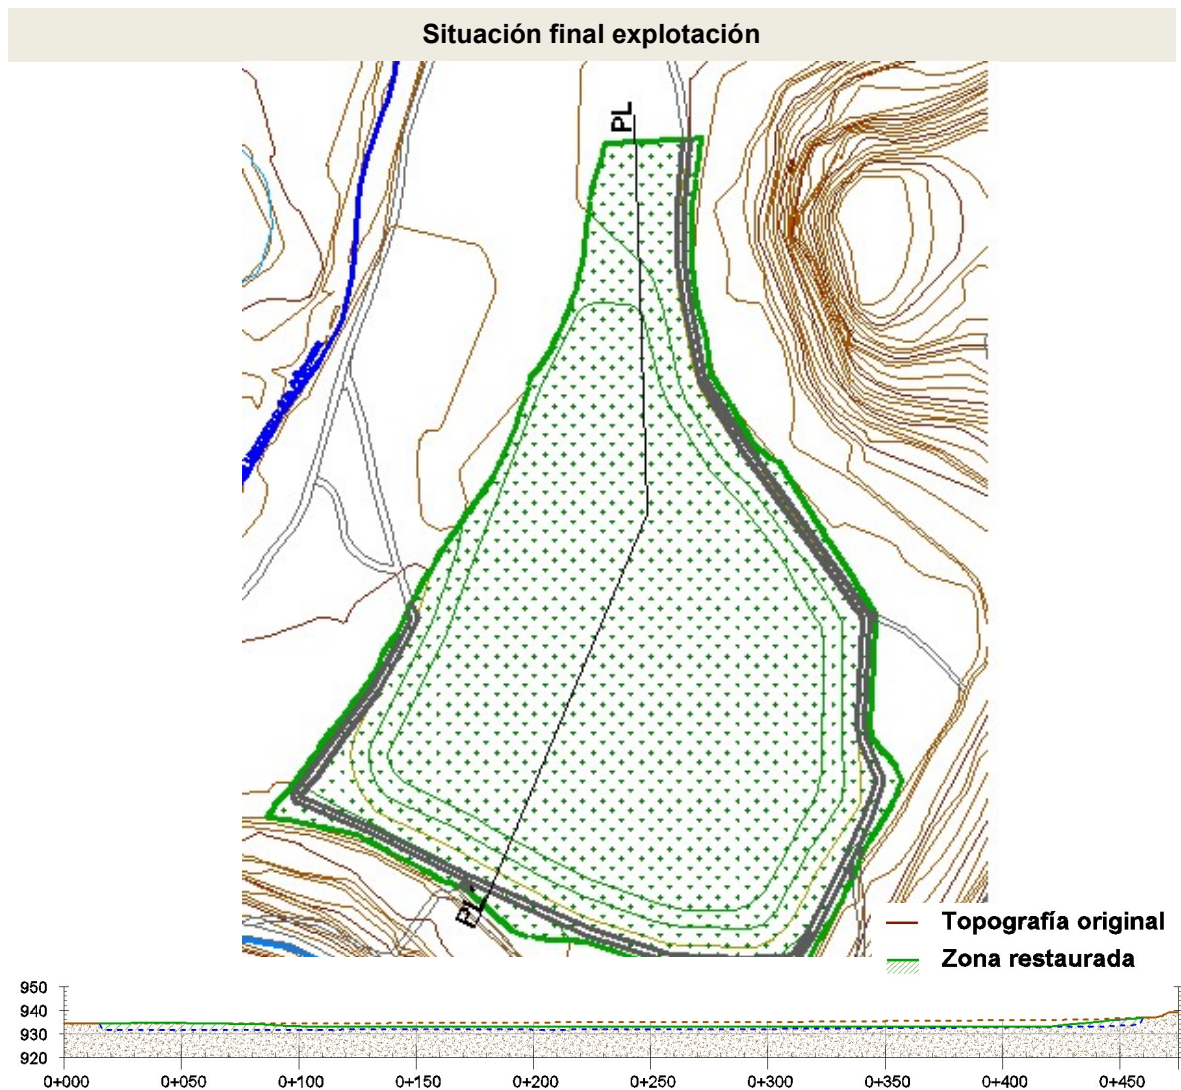 Situación final explotación
PL
PL
Topografía original
Zona restaurada
950
940
930
920
0+000 0+050 0+100 0+150 0+200 0+250 0+300 0+350 0+400 0+450